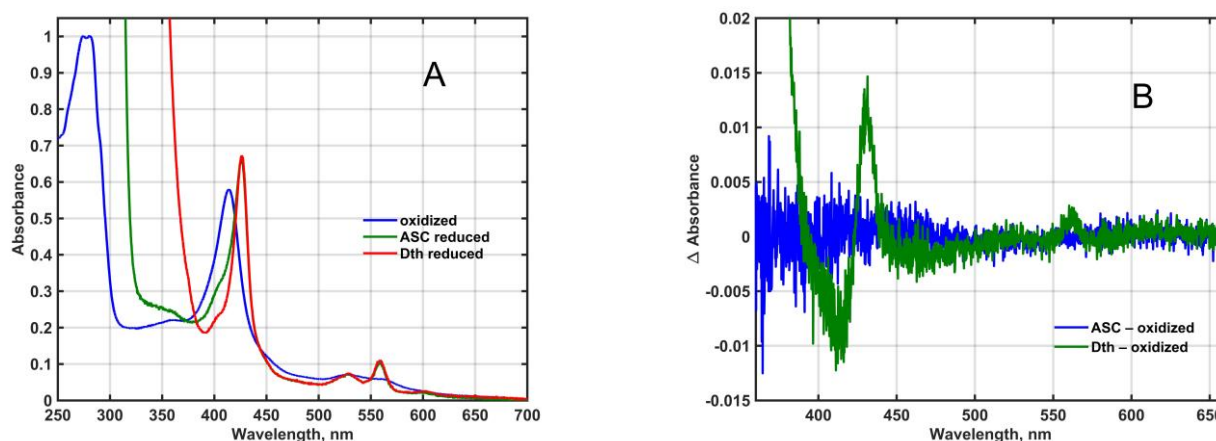 A
Absorbance
1
0.9
0.8
0.7
0.6
0.5
0.4
0.3
0.2
0.1
0
250 300 350 400 450 500 550 600 650 700
Wavelength, nm
oxidized
ASC reduced
Dth reduced
B
Δ Absorbance
0.02
0.015
0.01
0.005
0
-0.005
-0.01
-0.015
400 450 500 550 600 650
Wavelength, nm
ASC – oxidized
Dth – oxidized